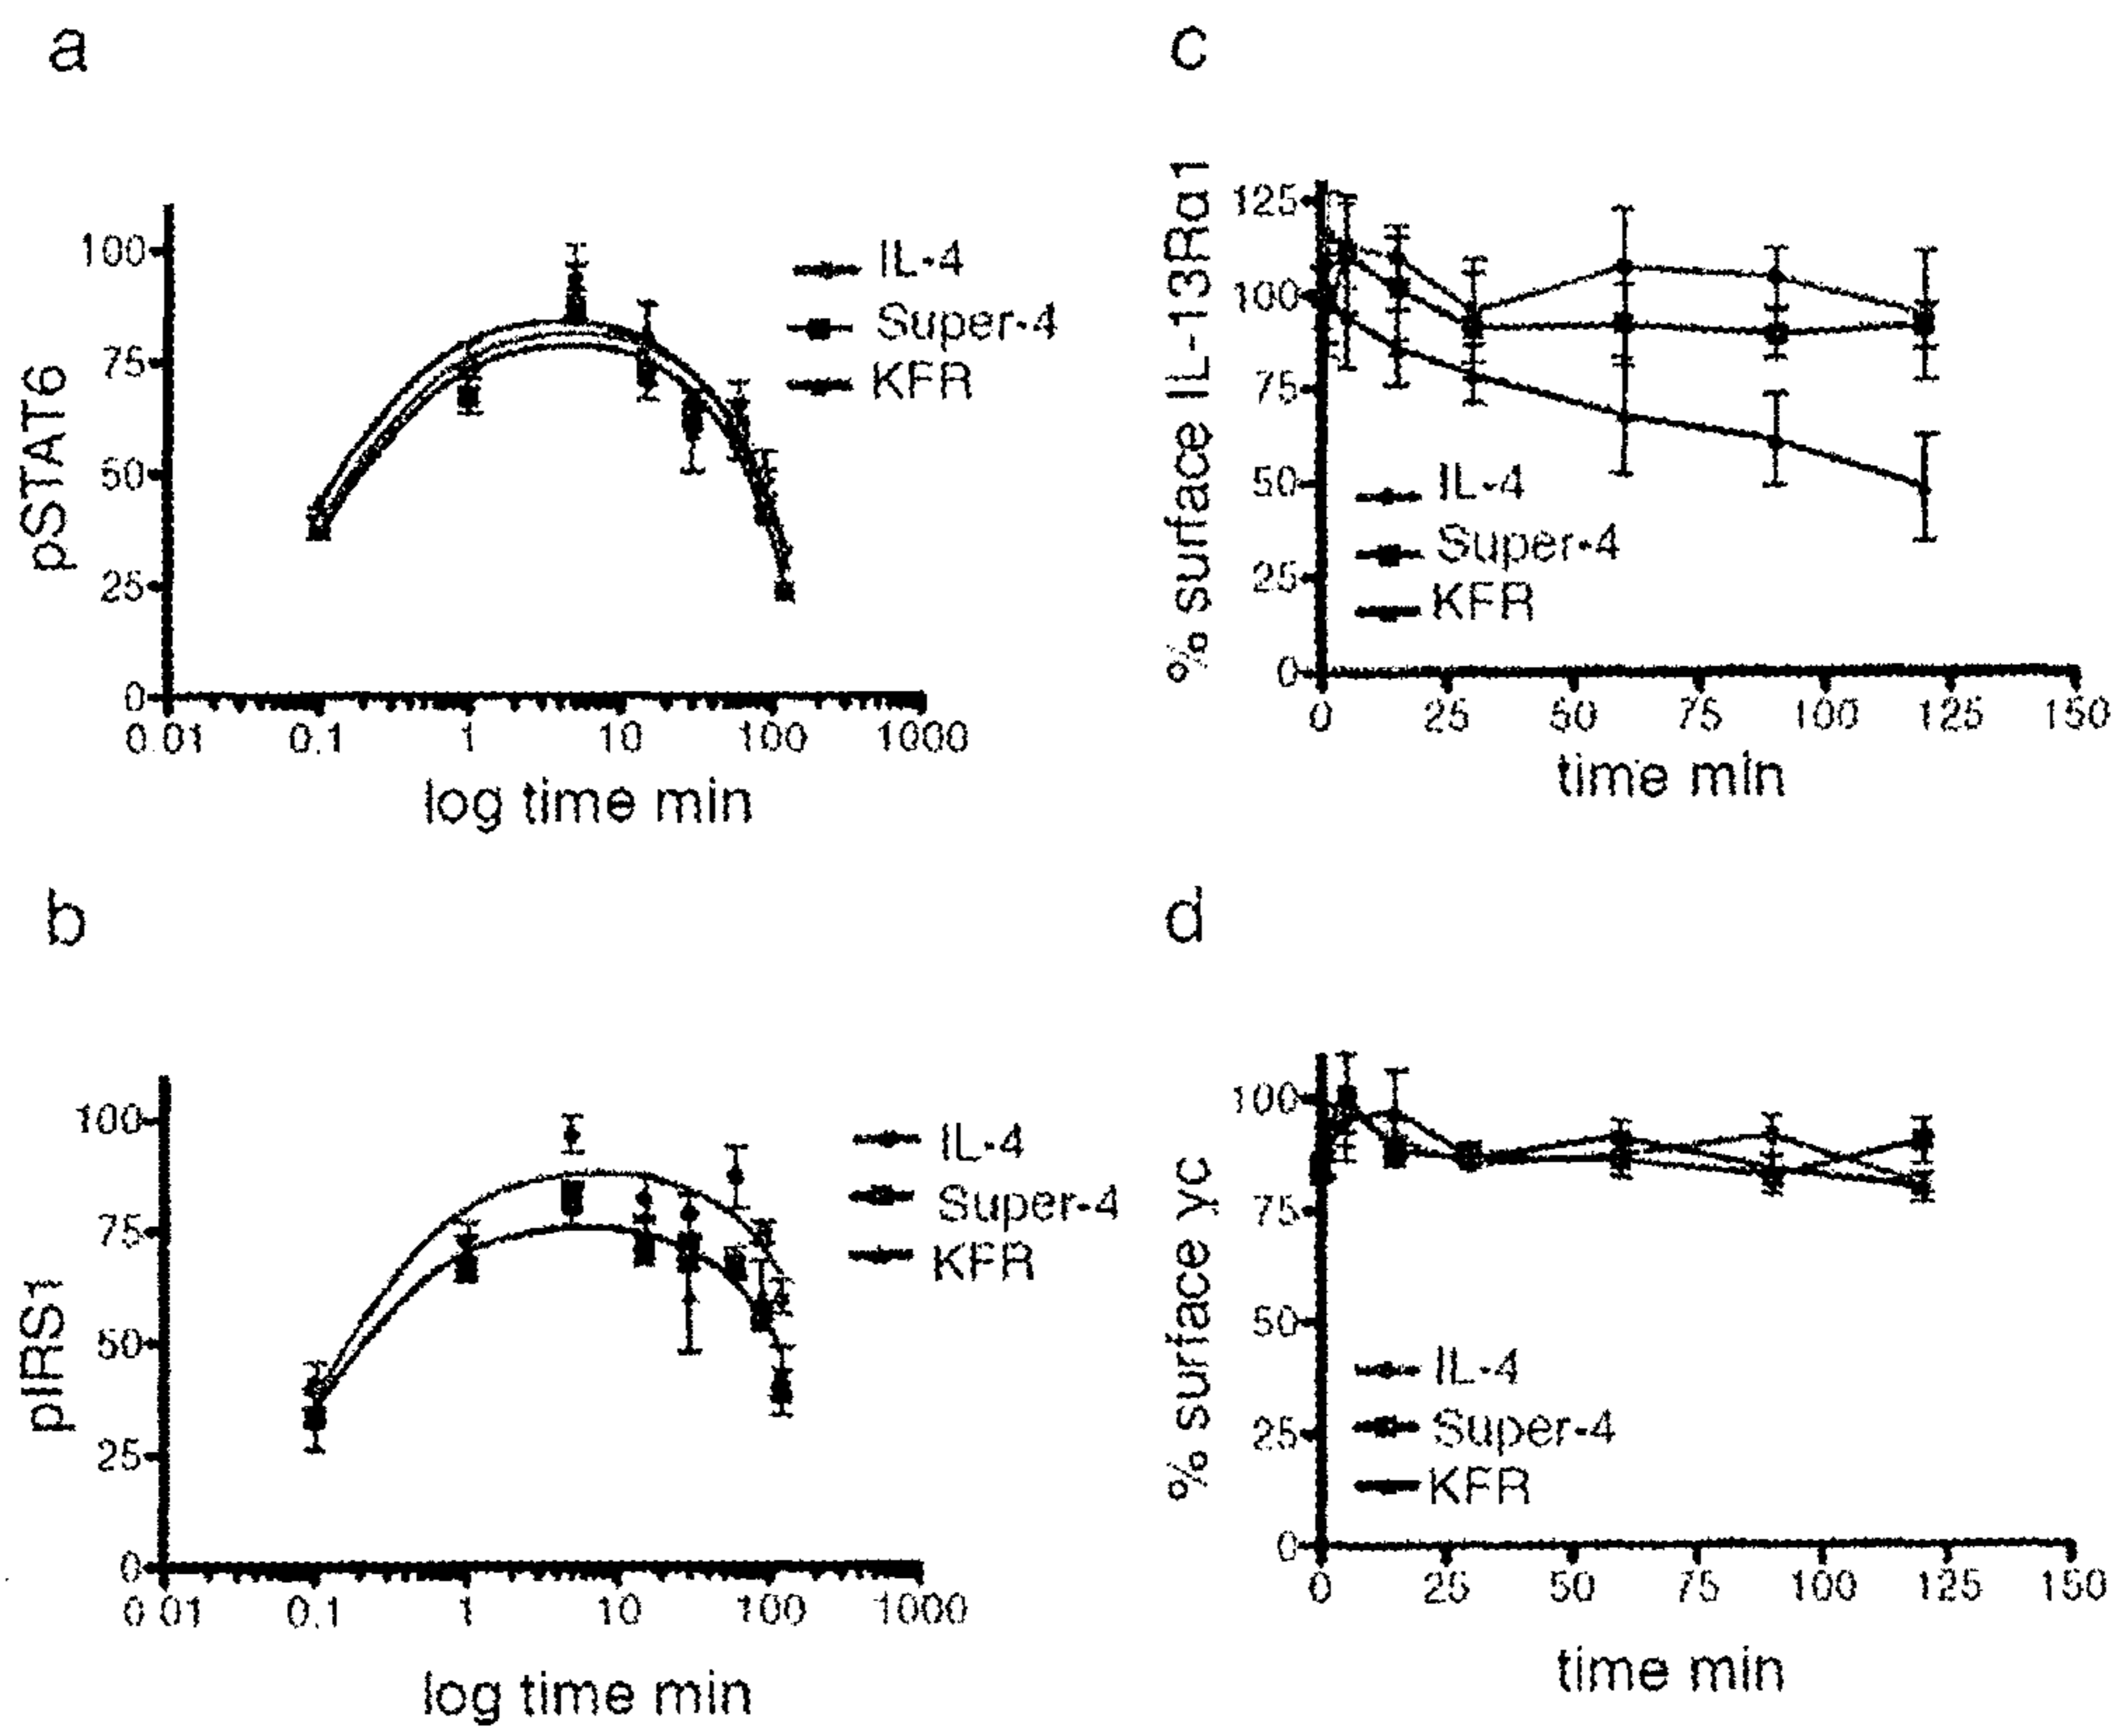 a
pSTAT6
100
75
50
25
0
0.01 0.1 1 10 100 1000
log time min
IL-4
Super-4
KFR
c
% surface IL-13Rα1
125
100
75
50
25
0
0 25 50 75 100 125 150
time min
IL-4
Super-4
KFR
b
pIRS1
100
75
50
25
0
0.01 0.1 1 10 100 1000
log time min
IL-4
Super-4
KFR
d
% surface γc
100
75
50
25
0
0 25 50 75 100 125 150
time min
IL-4
Super-4
KFR